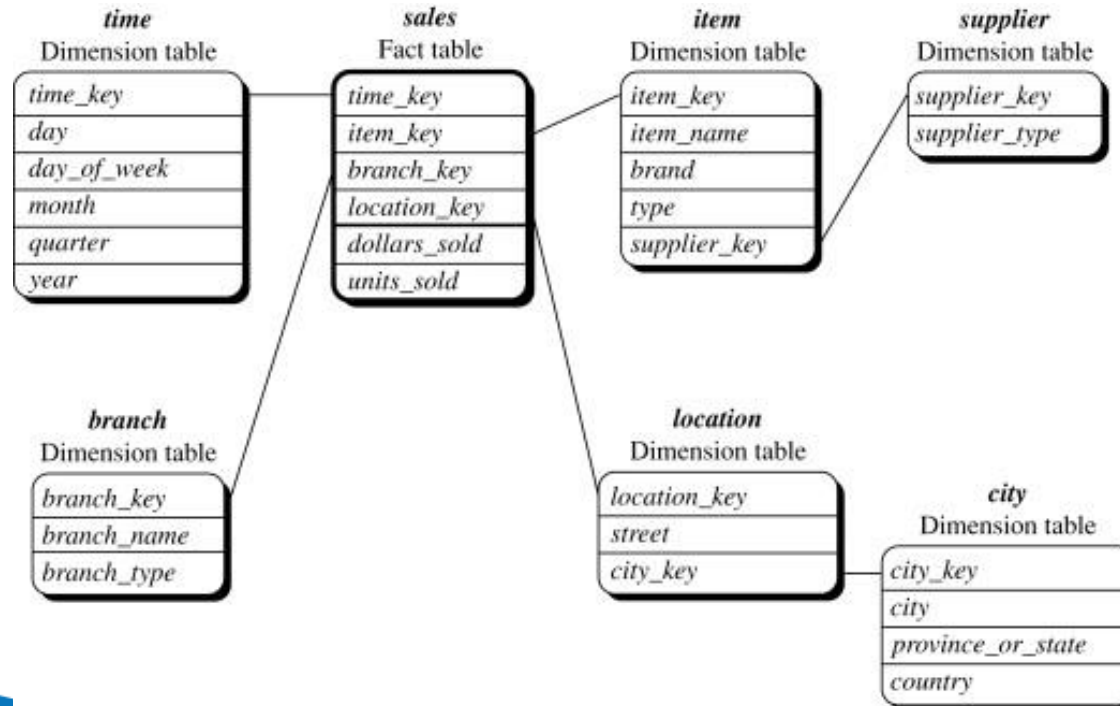 time
Dimension table
time_key
day
day_of_week
month
quarter
year
sales
Fact table
time_key
item_key
branch_key
location_key
dollars_sold
units_sold
item
Dimension table
item_key
item_name
brand
type
supplier_key
supplier
Dimension table
supplier_key
supplier_type
branch
Dimension table
branch_key
branch_name
branch_type
location
Dimension table
location_key
street
city_key
city
Dimension table
city_key
city
province_or_state
country